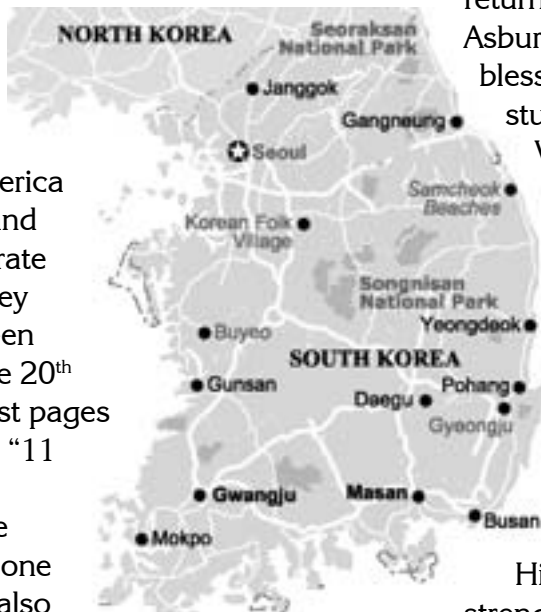 return
Asbur
bless
stu
W
erica
nd
rate
ey
en
e 20th
st pages
“11
e
one
also
Hi
strong
NORTH KOREA
Seoraksan
National Park
Janggok
Gangneung
Seoul
Samcheok
Beaches
Korean Folk
Village
Songnisan
National Park
Yeongdeok
Buyeo
SOUTH KOREA
Gunsan
Pohang
Daegu
Gyeongju
Gwangju
Masan
Busan
Mokpo